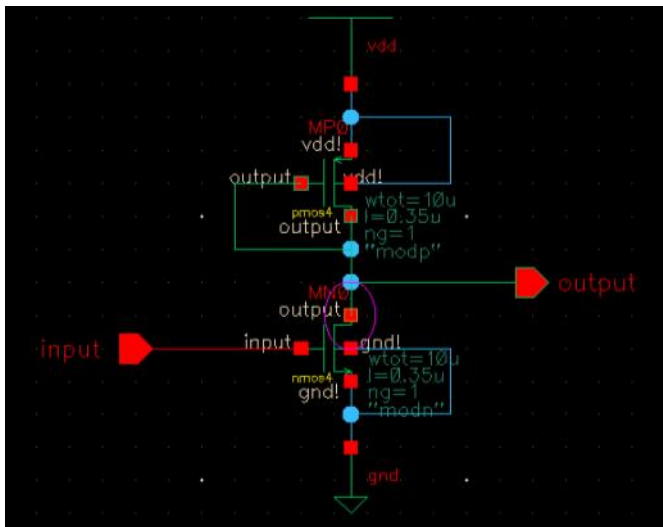 vdd
MP0
vdd!
output vdd!
wtot=10u
pmos4 l=0.35u
output ng=1
"modp"
MN0
output
output
input input gnd!
wtot=10u
nmos4 l=0.35u
gnd! ng=1
"modn"
gnd